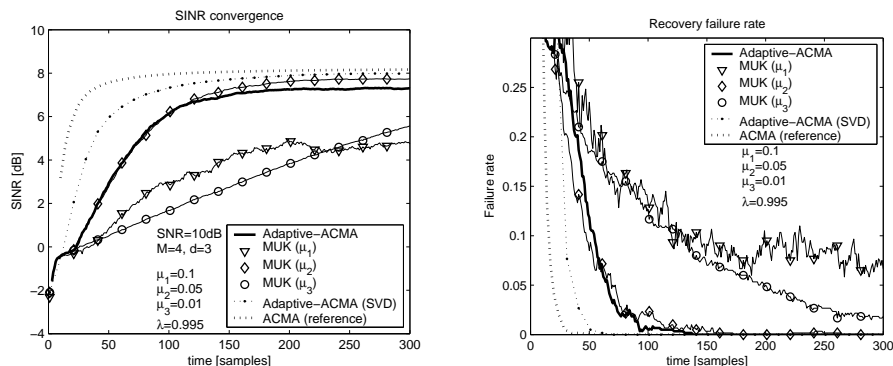 SINR convergence
8
6
4
2
0
−2
−4
SINR [dB]
0
50
100
150
200
250
300
time [samples]
SNR=10dB
M=4, d=3
μ1=0.1
μ2=0.05
μ3=0.01
λ=0.995
Adaptive−ACMA
MUK (μ1)
MUK (μ2)
MUK (μ3)
Adaptive−ACMA (SVD)
ACMA (reference)
10
Recovery failure rate
0.25
0.2
0.15
0.1
0.05
0
Failure rate
0
50
100
150
200
250
300
time [samples]
Adaptive−ACMA
MUK (μ1)
MUK (μ2)
MUK (μ3)
Adaptive−ACMA (SVD)
ACMA (reference)
μ1=0.1
μ2=0.05
μ3=0.01
λ=0.995